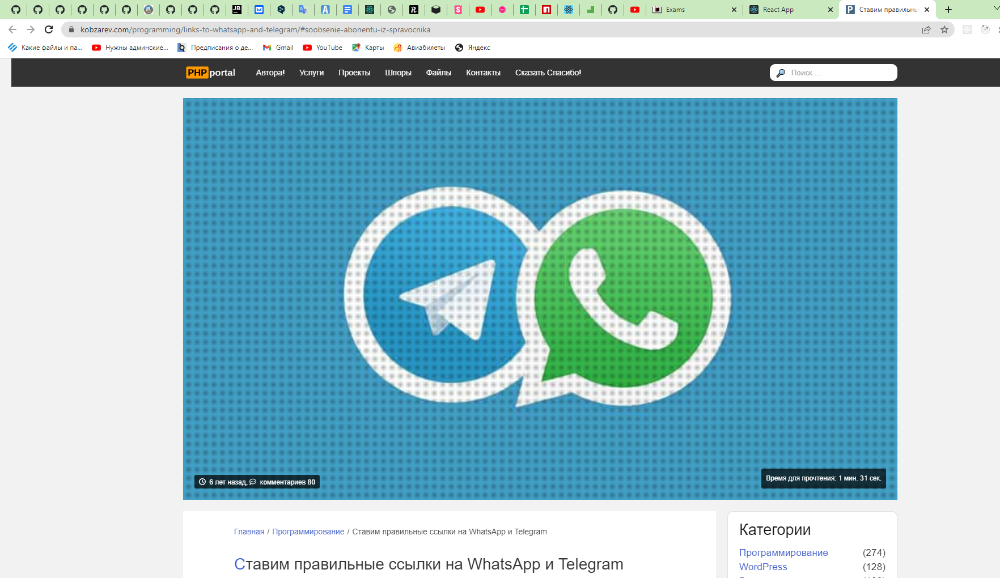 JB
R
Exams
React App
P
Ставим правильны
kobzarev.com/programming/links-to-whatsapp-and-telegram/#soobsenie-abonentu-iz-spravocnika
Какие файлы и па...
Нужны админские...
Предписания о де...
Gmail
YouTube
Карты
Авиабилеты
Яндекс
PHP portal
Автора!
Услуги
Проекты
Шпоры
Файлы
Контакты
Сказать Спасибо!
Поиск ...
6 лет назад, комментариев 80
Время для прочтения: 1 мин. 31 сек.
Главная / Программирование / Ставим правильные ссылки на WhatsApp и Telegram
Категории
Программирование (274)
Ставим правильные ссылки на WhatsApp и Telegram
WordPress (128)